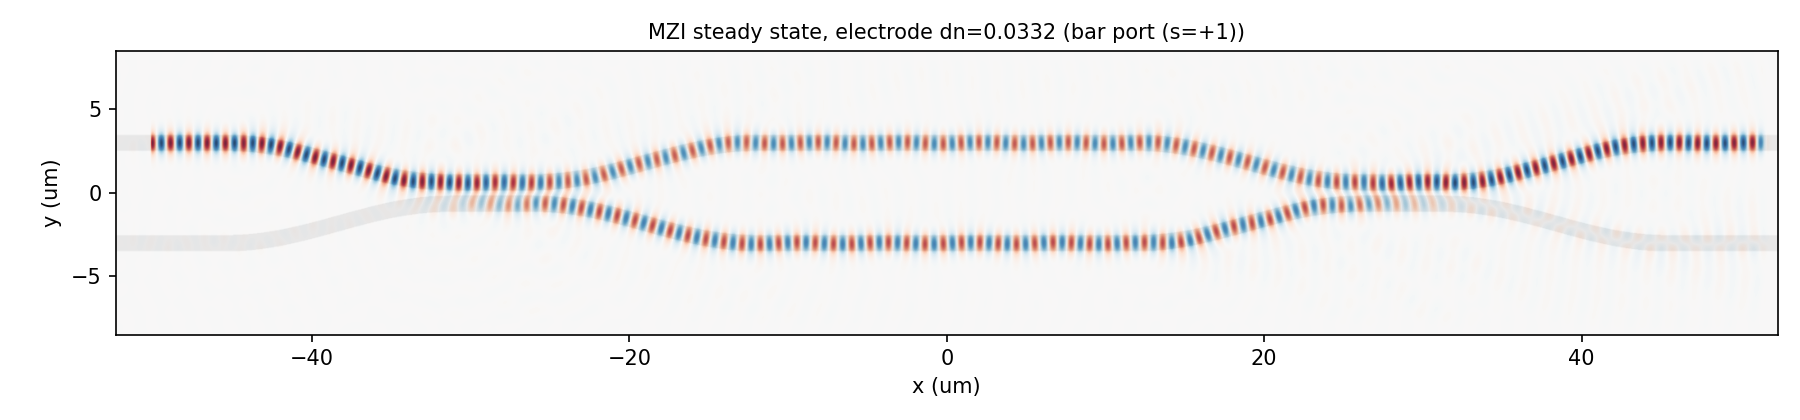 MZI steady state, electrode dn=0.0332 (bar port (s=+1))
y (um)
5
0
−5
−40 −20 0 20 40
x (um)